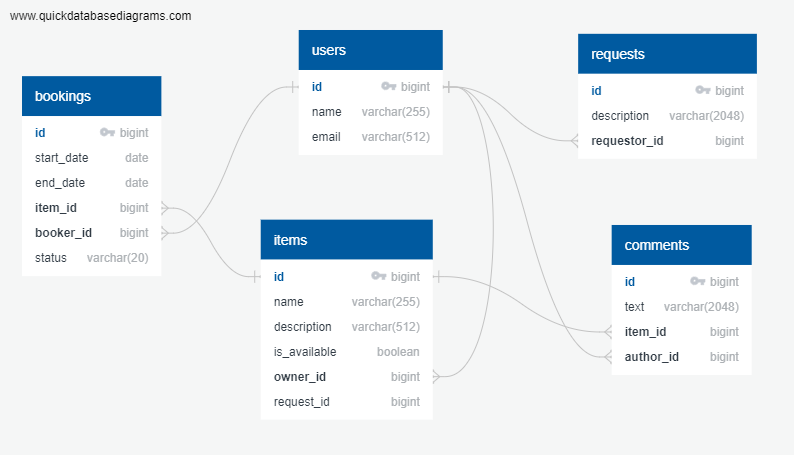 www.quickdatabasediagrams.com
bookings
id bigint
start_date date
end_date date
item_id bigint
booker_id bigint
status varchar(20)
users
id bigint
name varchar(255)
email varchar(512)
items
id bigint
name varchar(255)
description varchar(512)
is_available boolean
owner_id bigint
request_id bigint
requests
id bigint
description varchar(2048)
requestor_id bigint
comments
id bigint
text varchar(2048)
item_id bigint
author_id bigint